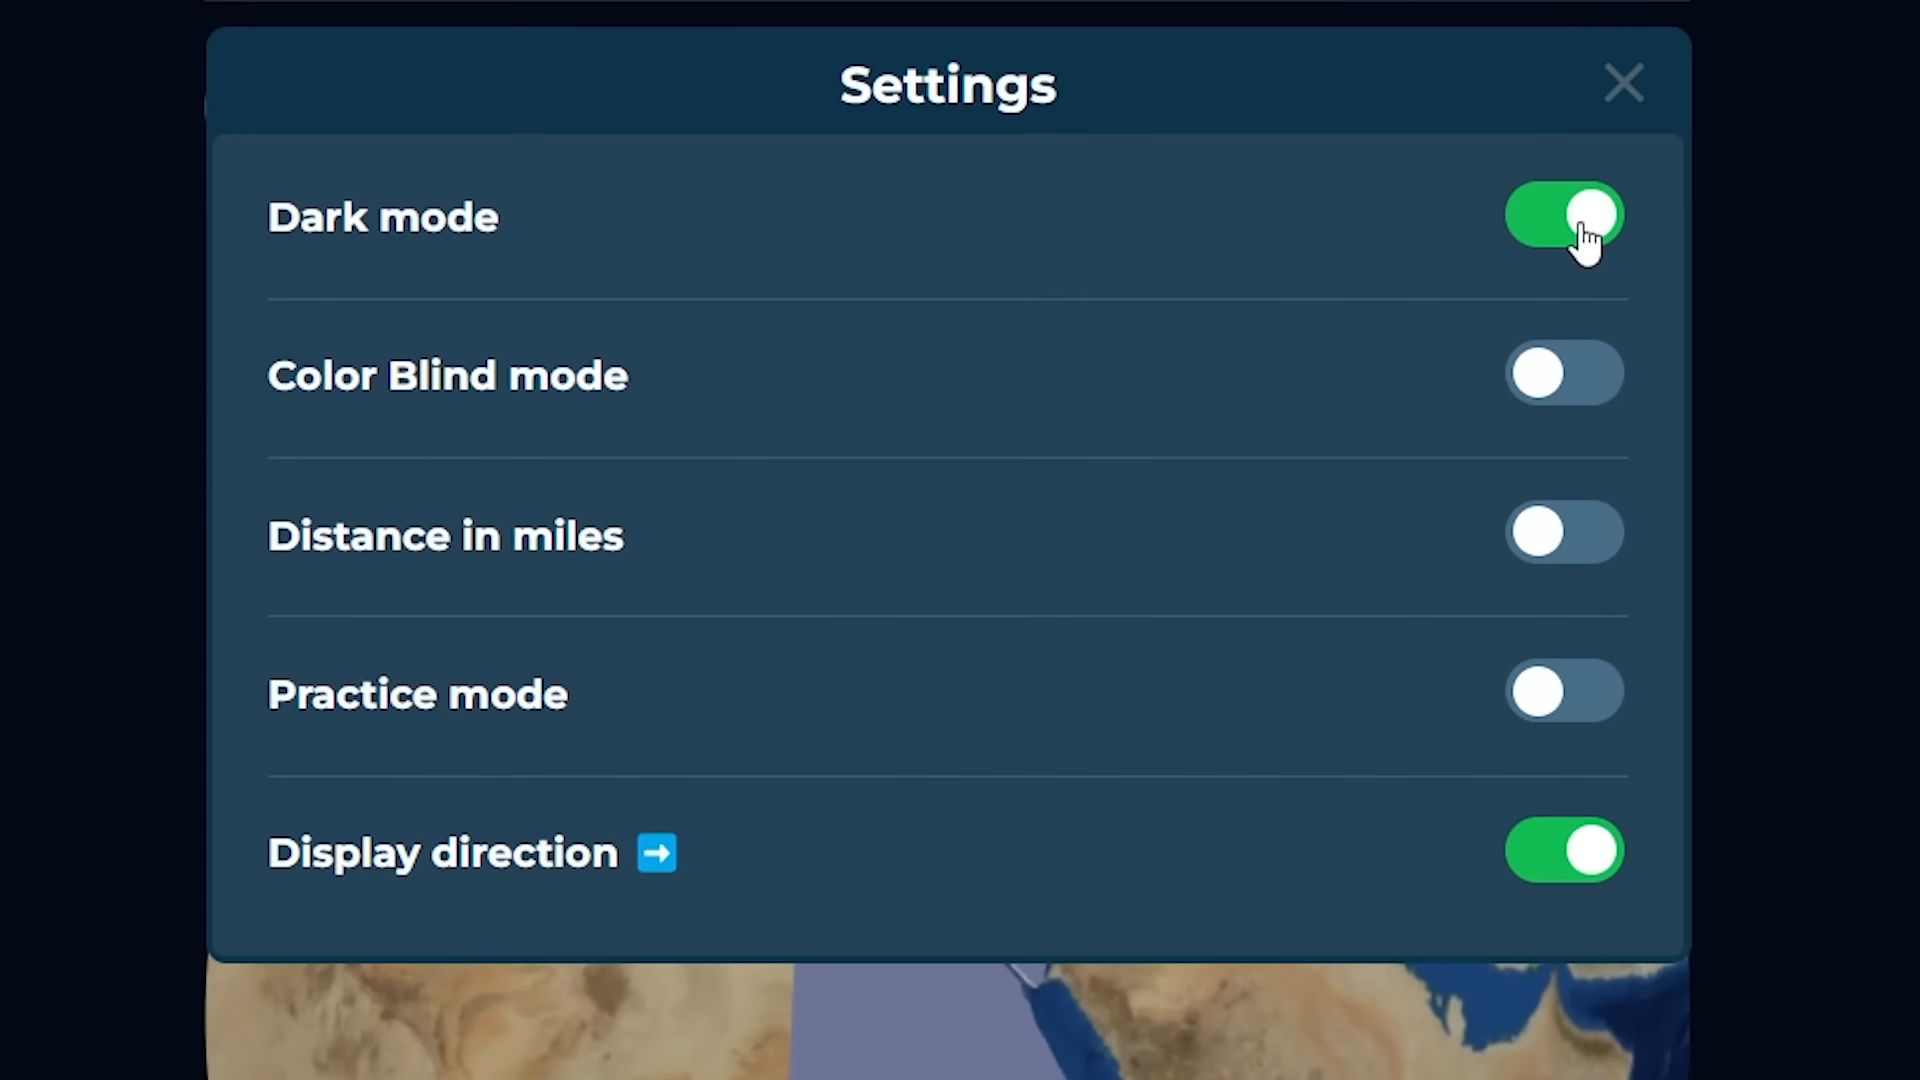 Settings
Dark mode
Color Blind mode
Distance in miles
Practice mode
Display direction ➡️